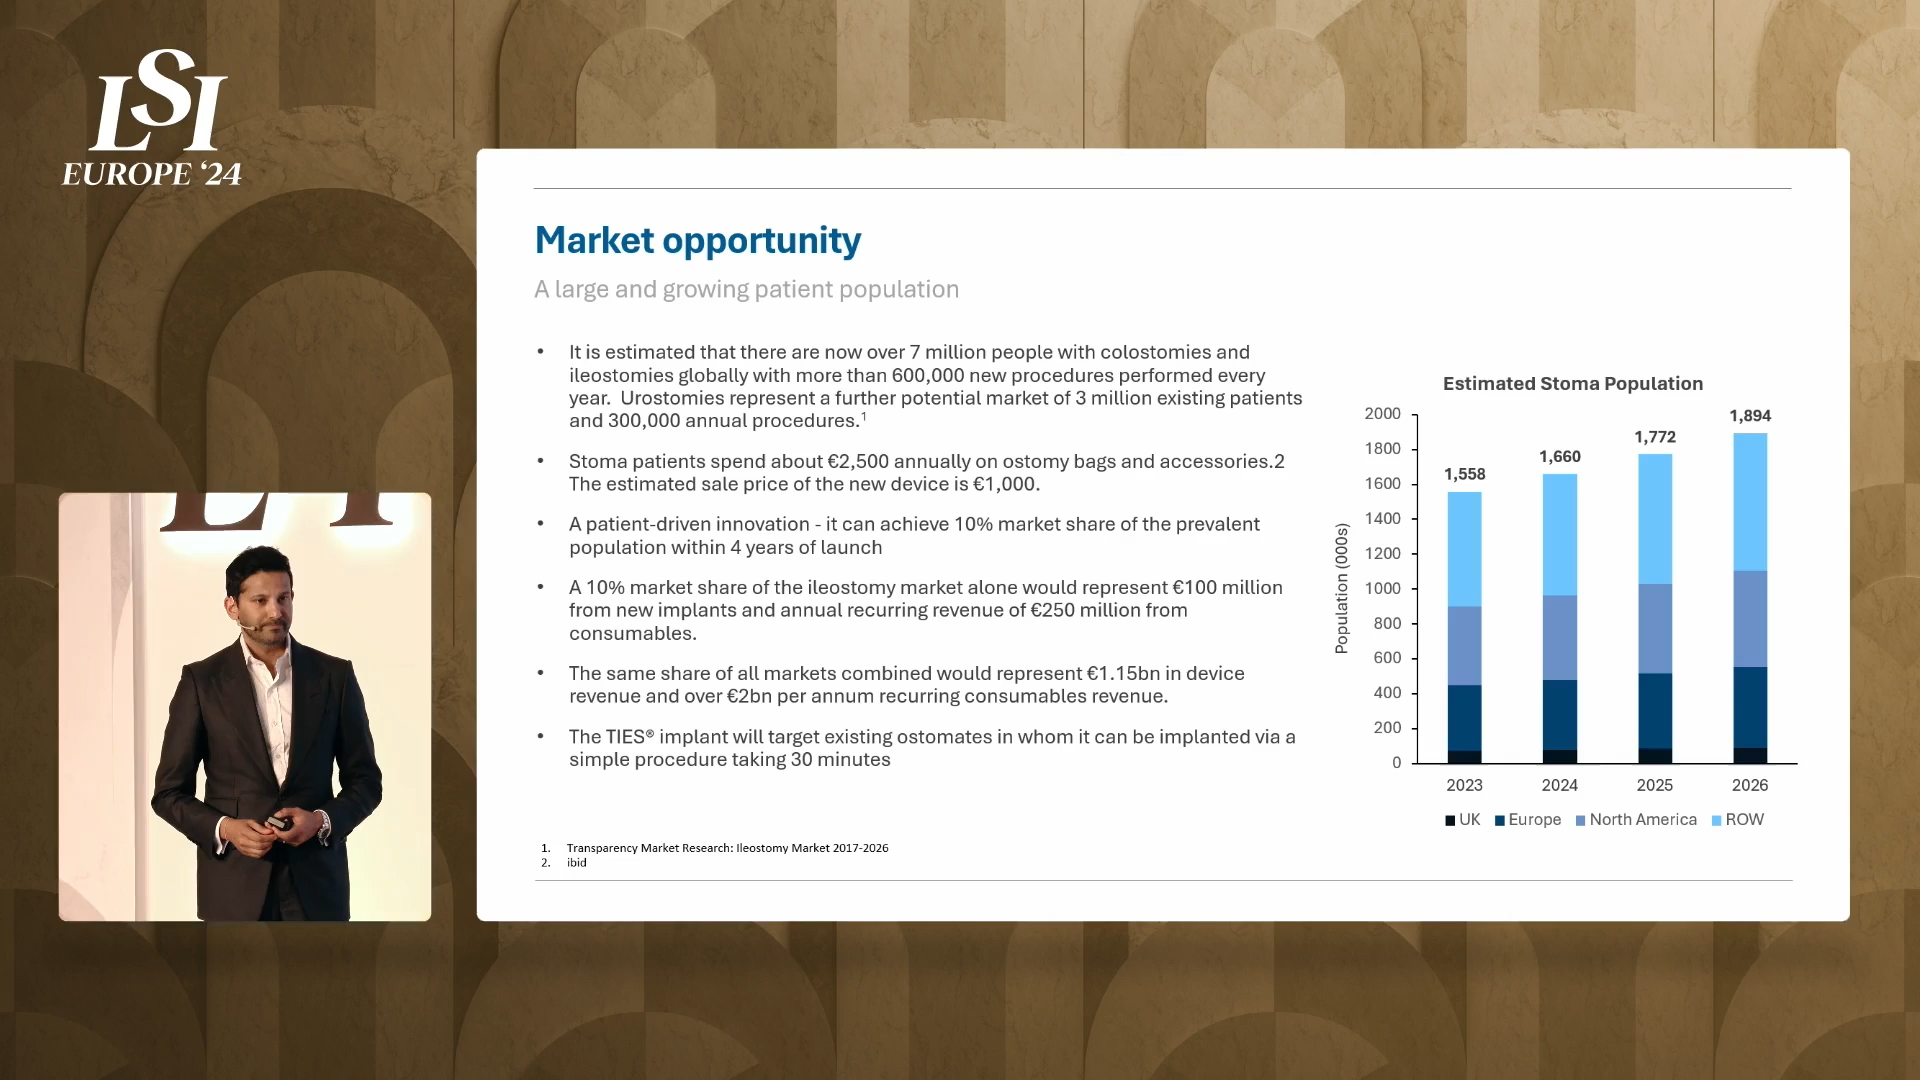 LSI
EUROPE ‘24
Market opportunity
A large and growing patient population
• It is estimated that there are now over 7 million people with colostomies and
ileostomies globally with more than 600,000 new procedures performed every
year. Urostomies represent a further potential market of 3 million existing patients
and 300,000 annual procedures.1
• Stoma patients spend about €2,500 annually on ostomy bags and accessories.2
The estimated sale price of the new device is €1,000.
• A patient-driven innovation - it can achieve 10% market share of the prevalent
population within 4 years of launch
• A 10% market share of the ileostomy market alone would represent €100 million
from new implants and annual recurring revenue of €250 million from
consumables.
• The same share of all markets combined would represent €1.15bn in device
revenue and over €2bn per annum recurring consumables revenue.
• The TIES® implant will target existing ostomates in whom it can be implanted via a
simple procedure taking 30 minutes
1. Transparency Market Research: Ileostomy Market 2017-2026
2. ibid
Estimated Stoma Population
Population (000s)
2000
1800
1600
1400
1200
1000
800
600
400
200
0
1,558
1,660
1,772
1,894
2023 2024 2025 2026
UK Europe North America ROW